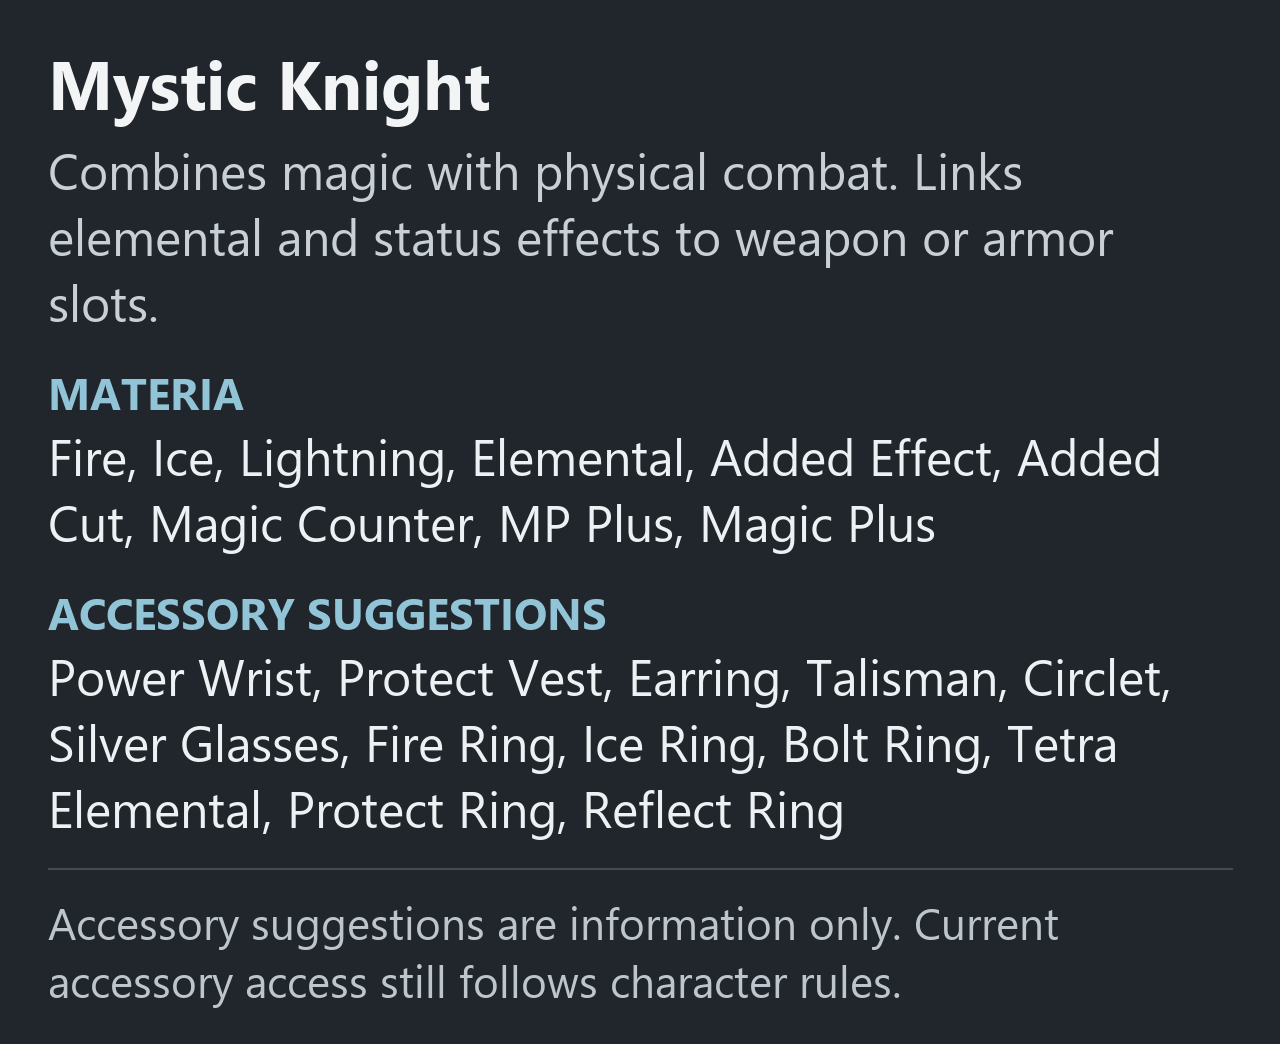 Mystic Knight
Combines magic with physical combat. Links
elemental and status effects to weapon or armor
slots.
MATERIA
Fire, Ice, Lightning, Elemental, Added Effect, Added
Cut, Magic Counter, MP Plus, Magic Plus
ACCESSORY SUGGESTIONS
Power Wrist, Protect Vest, Earring, Talisman, Circlet,
Silver Glasses, Fire Ring, Ice Ring, Bolt Ring, Tetra
Elemental, Protect Ring, Reflect Ring
Accessory suggestions are information only. Current
accessory access still follows character rules.